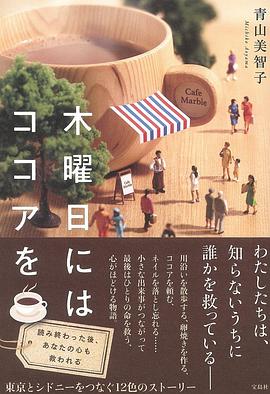 青山美智子
Michiko Aoyama
木曜日には
ココアを
Cafe
Marble
わたしたちは、
知らないうちに
誰かを救っている―
川沿いを散歩する、卵焼きを作る、
ココアを頼む、
ネイルを落とし忘れる……
小さな出来事がつながって
最後はひとりの命を救う。
心がほどける物語
読み終わった後、
あなたの心も
救われる
東京とシドニーをつなぐ12色のストーリー
宝島社